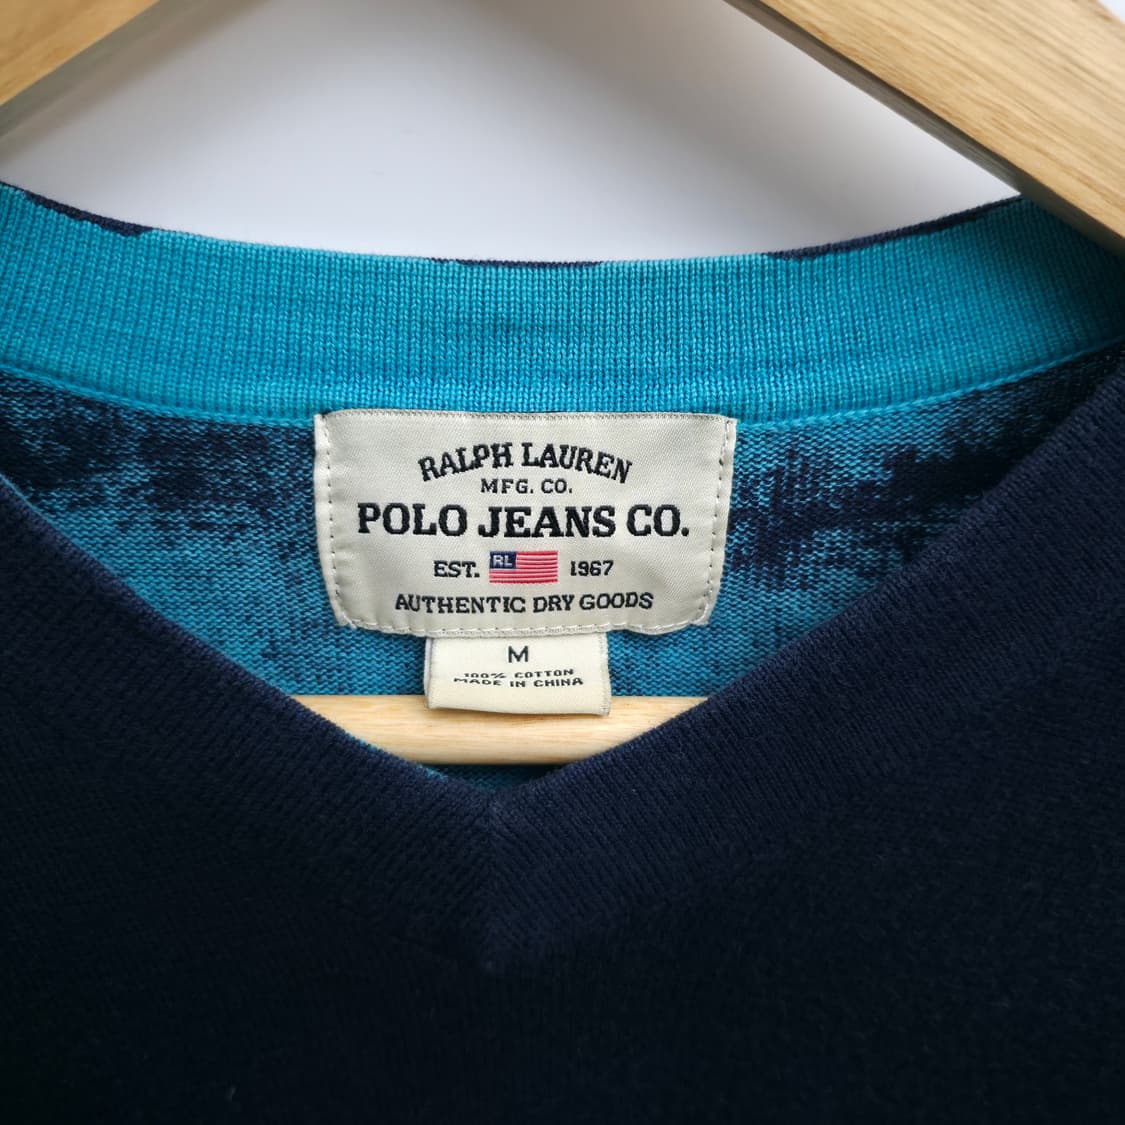 RALPH LAUREN
MFG. CO.
POLO JEANS CO.
EST. RL 1967
AUTHENTIC DRY GOODS
M
100% COTTON
MADE IN CHINA